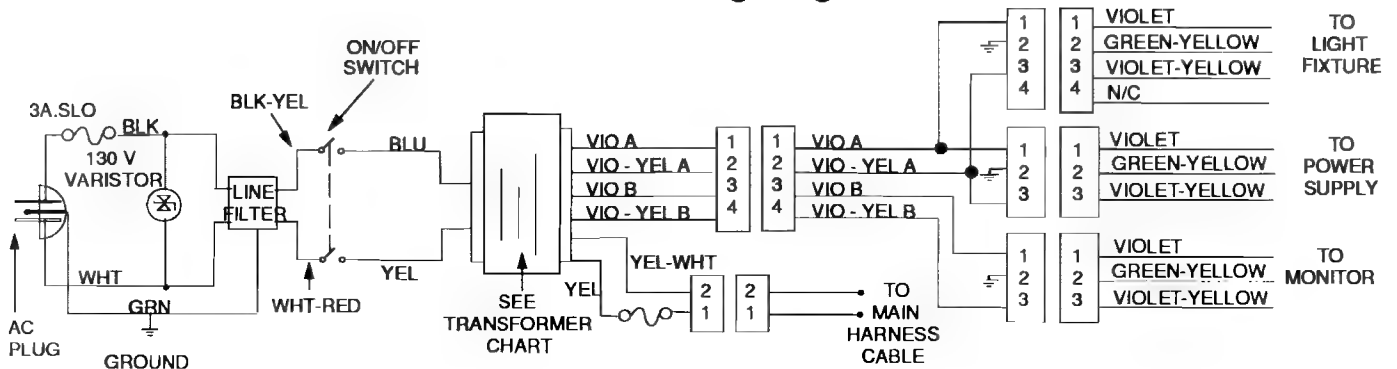 3A.SLO
BLK
130 V
VARISTOR
WHT
GRN
AC
PLUG
GROUND
LINE
FILTER
BLK-YEL
ON/OFF
SWITCH
WHT-RED
BLU
YEL
SEE
TRANSFORMER
CHART
VIO A
VIO - YEL A
VIO B
VIO - YEL B
YEL-WHT
YEL
1
2
3
4
1
2
3
4
VIO A
VIO - YEL A
VIO B
VIO - YEL B
2
1
2
1
TO
MAIN
HARNESS
CABLE
1
2
3
4
1
2
3
4
VIOLET
GREEN-YELLOW
VIOLET-YELLOW
N/C
TO
LIGHT
FIXTURE
1
2
3
1
2
3
VIOLET
GREEN-YELLOW
VIOLET-YELLOW
TO
POWER
SUPPLY
1
2
3
1
2
3
VIOLET
GREEN-YELLOW
VIOLET-YELLOW
TO
MONITOR